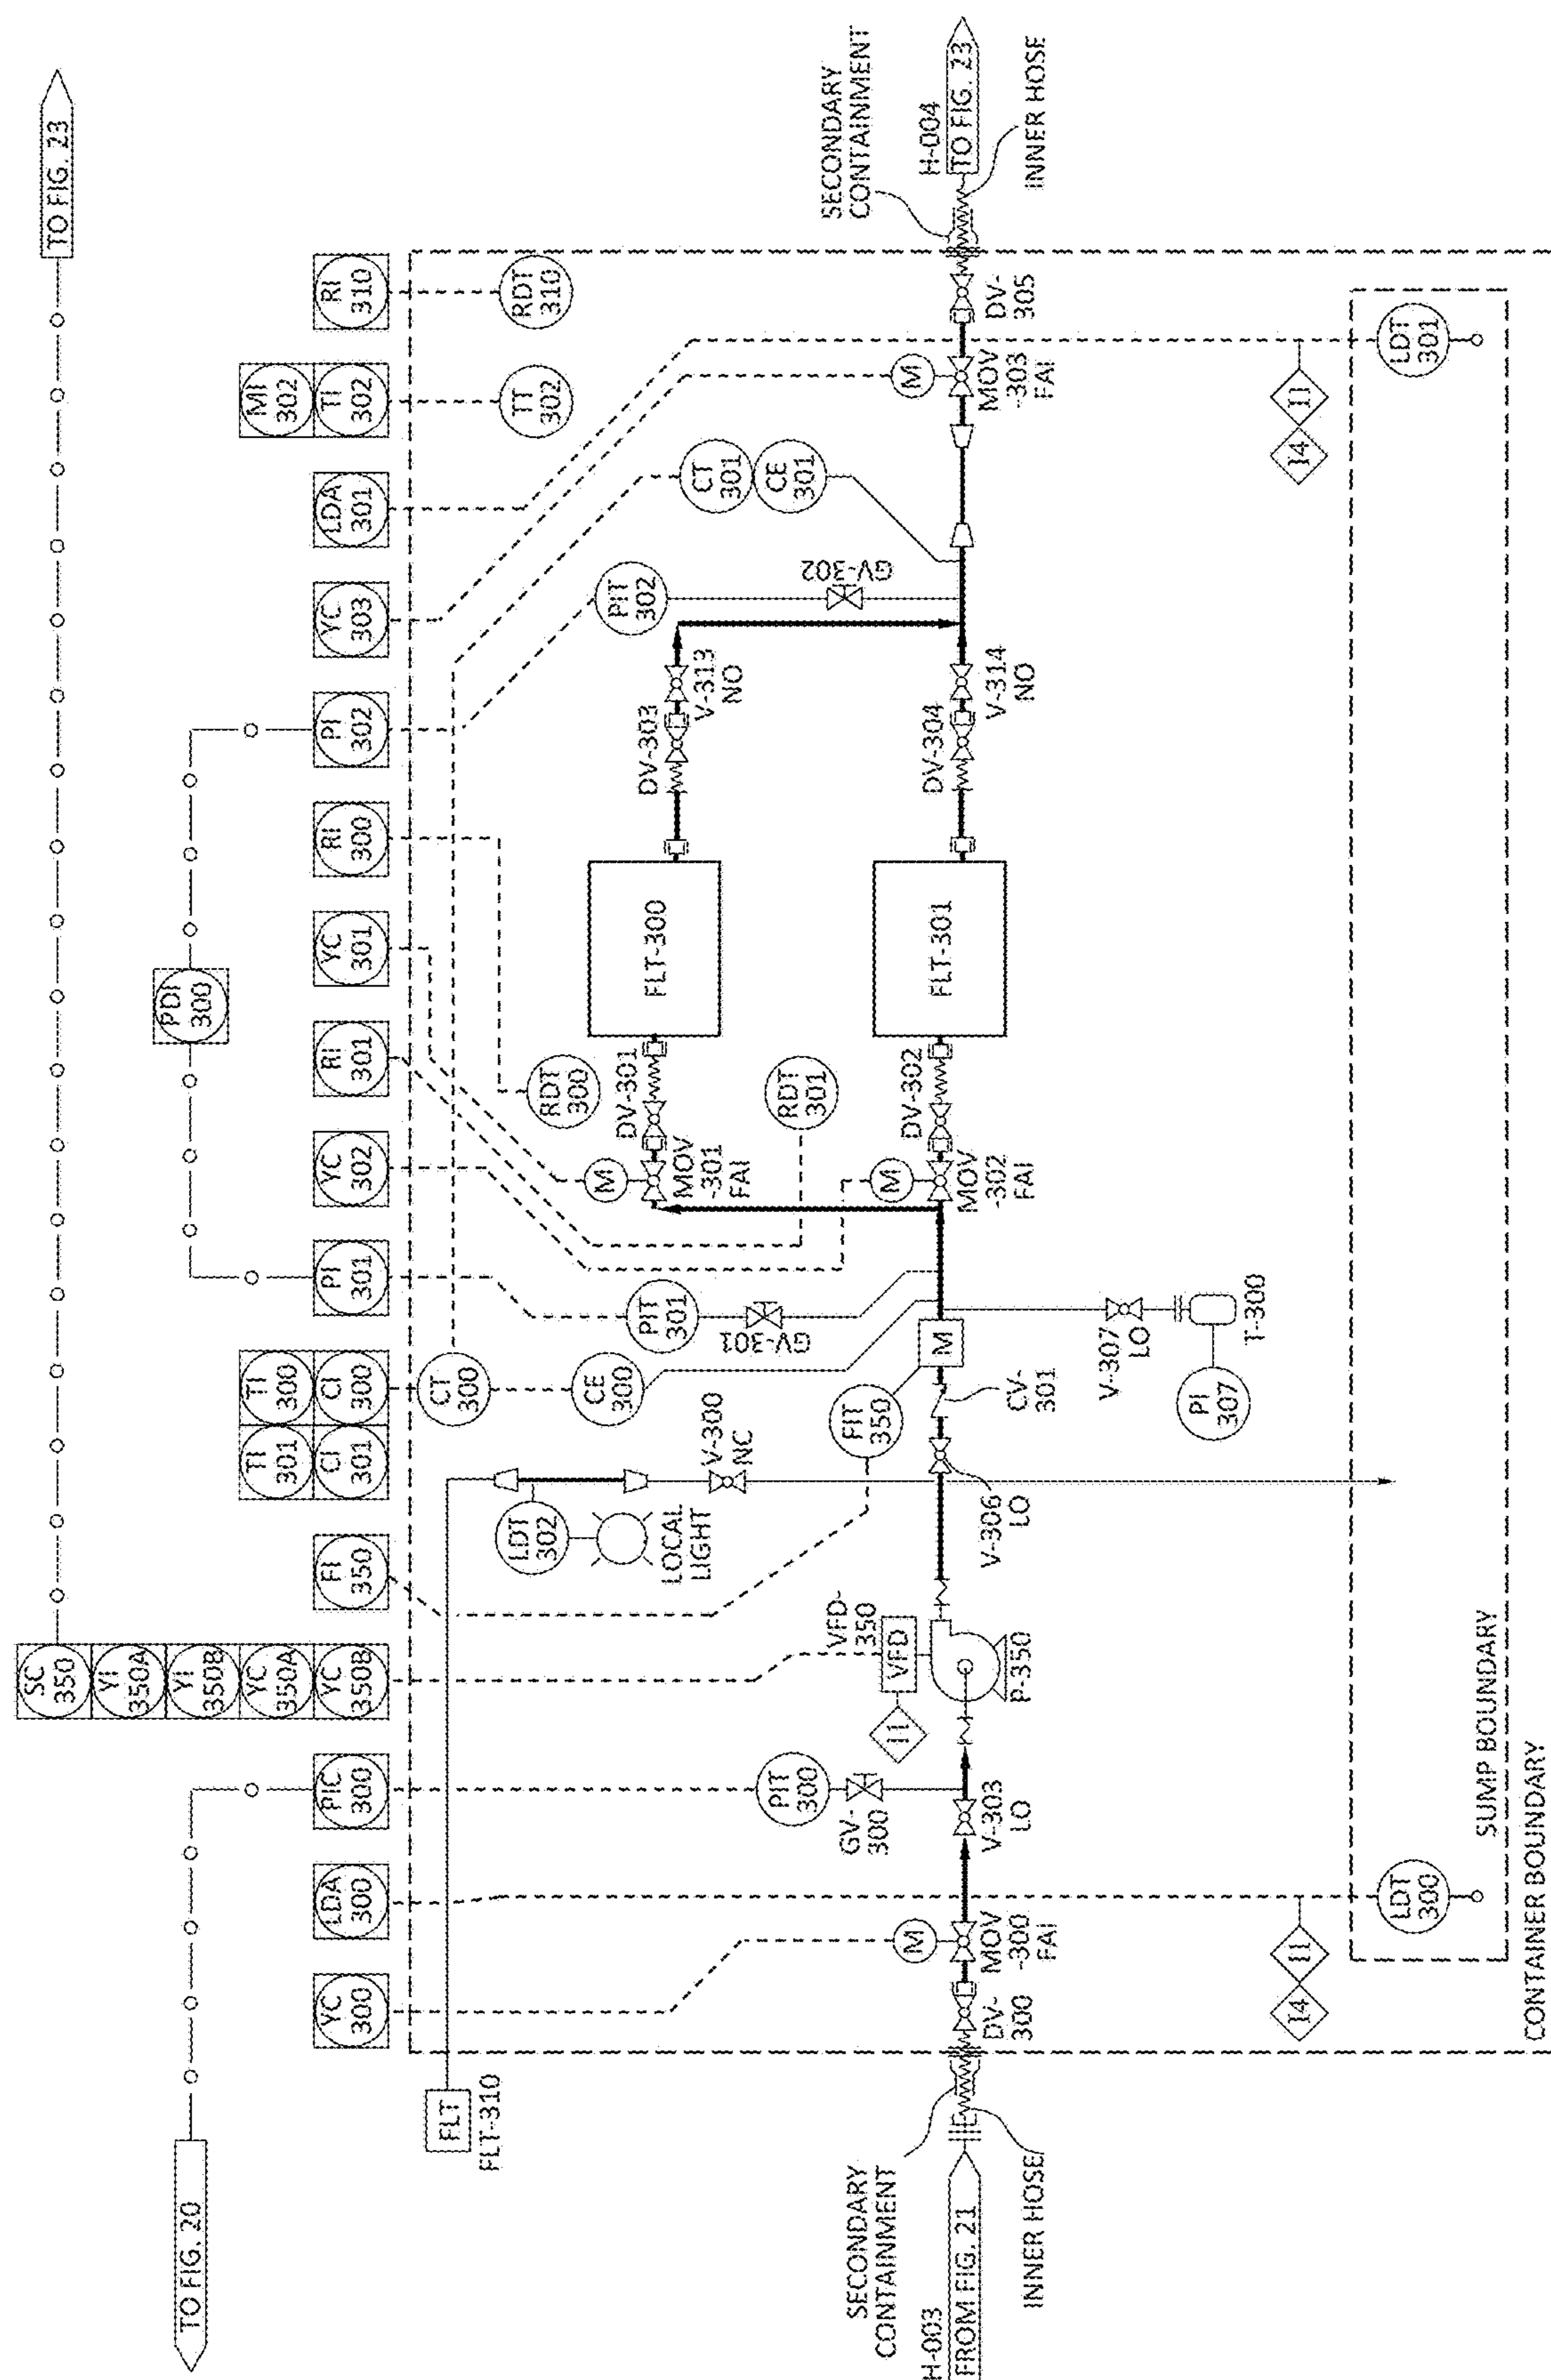 TO FIG. 20
TO FIG. 23
SC
350
YI
350A
YI
350B
YC
350A
YC
350B
PDI
300
YC
300
LDA
300
PIC
300
FI
350
TI
301
CI
301
TI
300
CI
300
PI
301
YC
302
RI
301
YC
301
RI
300
PI
302
YC
303
LDA
301
MI
302
TI
302
RI
310
FLT
FLT-310
LDT
302
LOCAL
LIGHT
V-300
NC
CT
300
CE
300
PIT
301
GV-301
RDT
300
RDT
301
M
MOV
-301
FAI
DV-301
FLT-300
DV-303
V-313
NO
PIT
302
GV-302
CT
301
CE
301
TT
302
RDT
310
SECONDARY
CONTAINMENT
H-003
FROM FIG. 21
INNER HOSE
DV-
300
M
MOV
-300
FAI
PIT
300
GV-
300
V-303
LO
I1
VFD-
350
VFD
P-350
FIT
350
V-306
LO
CV-
301
M
V-307
LO
PI
307
T-300
M
MOV
-302
FAI
DV-302
FLT-301
DV-304
V-314
NO
M
MOV
-303
FAI
DV-
305
SECONDARY
CONTAINMENT
H-004
TO FIG. 23
INNER HOSE
I4
I1
LDT
300
I4
I1
LDT
301
SUMP BOUNDARY
CONTAINER BOUNDARY